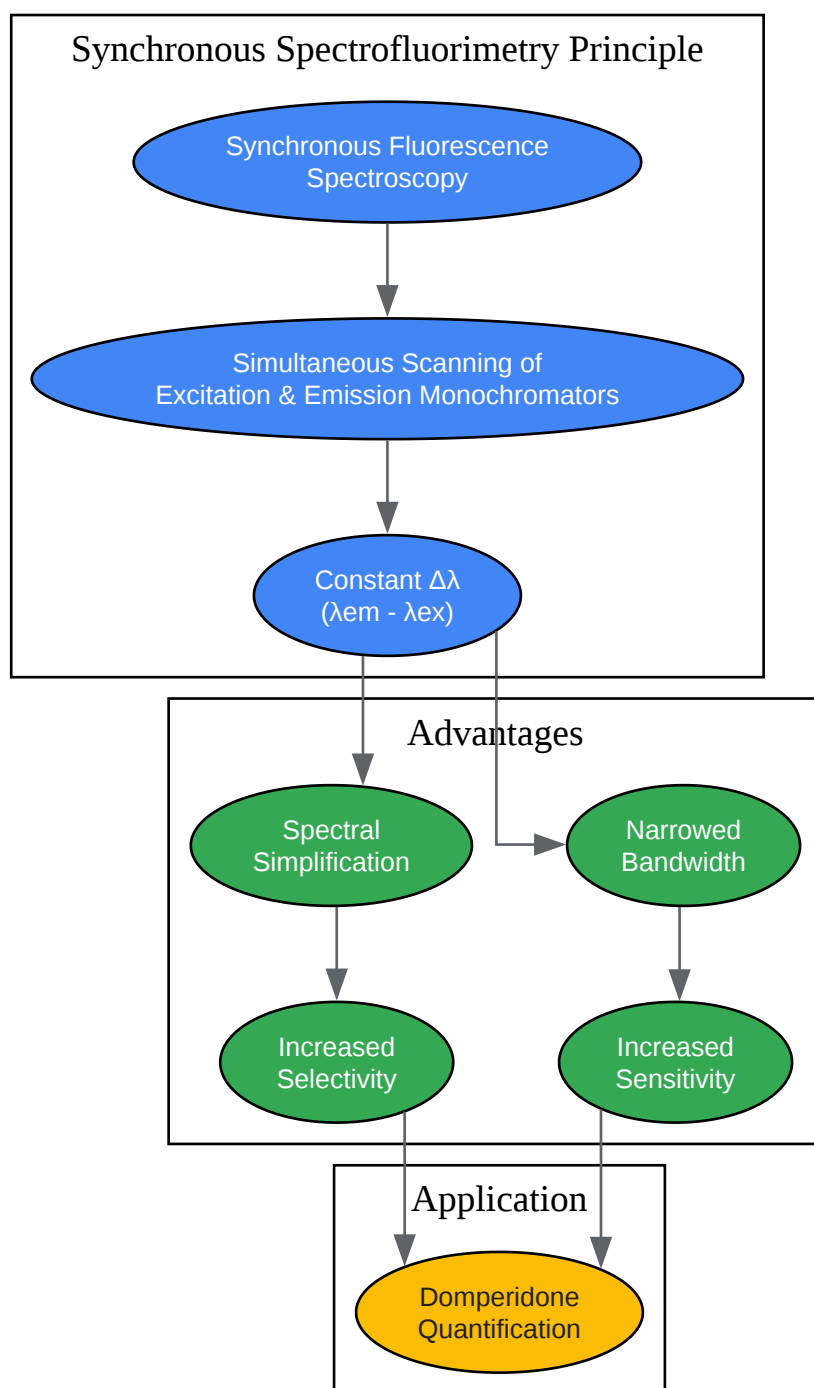 Synchronous Spectrofluorimetry Principle
Synchronous Fluorescence
Spectroscopy
Simultaneous Scanning of
Excitation & Emission Monochromators
Constant Δλ
(λem - λex)
Advantages
Spectral
Simplification
Narrowed
Bandwidth
Increased
Selectivity
Increased
Sensitivity
Application
Domperidone
Quantification